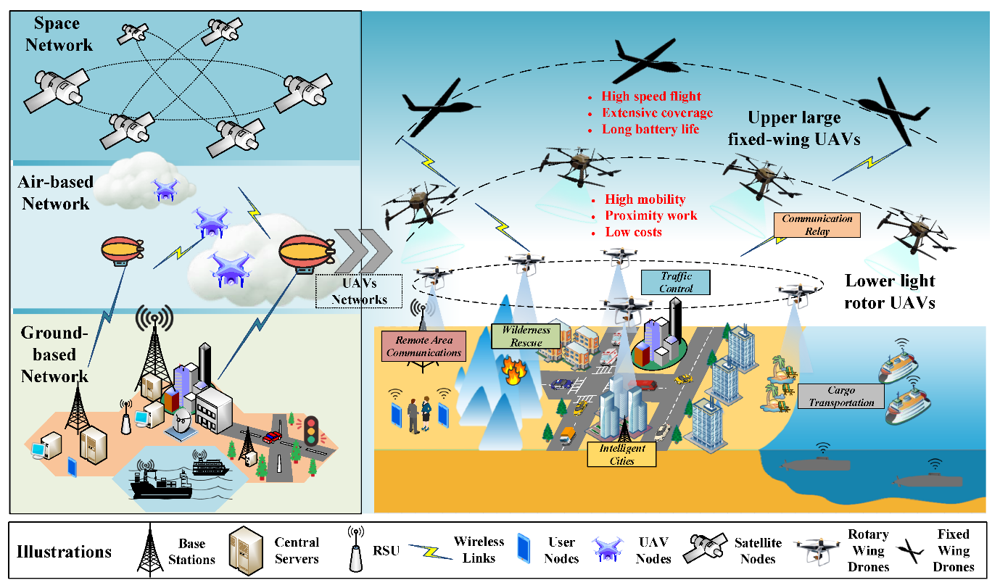 Space
Network
Air-based
Network
Ground-
based
Network
UAVs
Networks
• High speed flight
• Extensive coverage
• Long battery life
Upper large
fixed-wing UAVs
• High mobility
• Proximity work
• Low costs
Communication
Relay
Lower light
rotor UAVs
Traffic
Control
Remote Area
Communications
Wilderness
Rescue
Cargo
Transportation
Intelligent
Cities
Illustrations
Base
Stations
Central
Servers
RSU
Wireless
Links
User
Nodes
UAV
Nodes
Satellite
Nodes
Rotary
Wing
Drones
Fixed
Wing
Drones